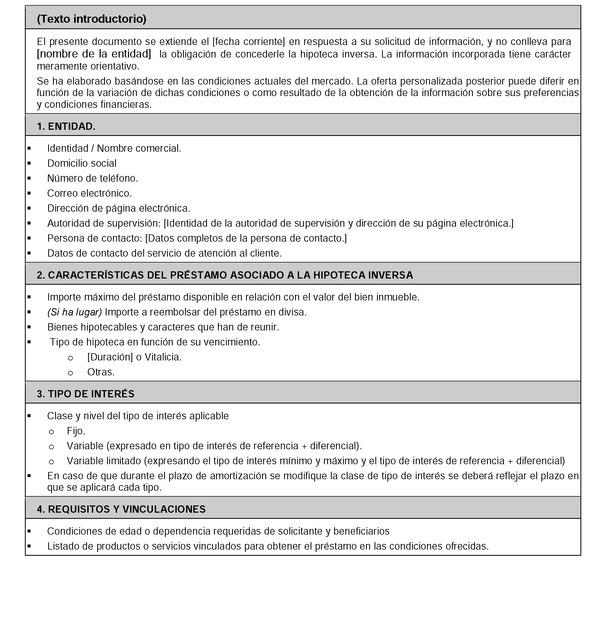 (Texto introductorio)
El presente documento se extiende el [fecha corriente] en respuesta a su solicitud de información, y no conlleva para
[nombre de la entidad] la obligación de concederle la hipoteca inversa. La información incorporada tiene carácter
meramente orientativo.
Se ha elaborado basándose en las condiciones actuales del mercado. La oferta personalizada posterior puede diferir en
función de la variación de dichas condiciones o como resultado de la obtención de la información sobre sus preferencias
y condiciones financieras.
1. ENTIDAD.
▪ Identidad / Nombre comercial.
▪ Domicilio social
▪ Número de teléfono.
▪ Correo electrónico.
▪ Dirección de página electrónica.
▪ Autoridad de supervisión: [Identidad de la autoridad de supervisión y dirección de su página electrónica.]
▪ Persona de contacto: [Datos completos de la persona de contacto.]
▪ Datos de contacto del servicio de atención al cliente.
2. CARACTERÍSTICAS DEL PRÉSTAMO ASOCIADO A LA HIPOTECA INVERSA
▪ Importe máximo del préstamo disponible en relación con el valor del bien inmueble.
▪ (Si ha lugar) Importe a reembolsar del préstamo en divisa.
▪ Bienes hipotecables y caracteres que han de reunir.
▪ Tipo de hipoteca en función de su vencimiento.
o [Duración] o Vitalicia.
o Otras.
3. TIPO DE INTERÉS
▪ Clase y nivel del tipo de interés aplicable
o Fijo.
o Variable (expresado en tipo de interés de referencia + diferencial).
o Variable limitado (expresando el tipo de interés mínimo y máximo y el tipo de interés de referencia + diferencial)
▪ En caso de que durante el plazo de amortización se modifique la clase de tipo de interés se deberá reflejar el plazo en
que se aplicará cada tipo.
4. REQUISITOS Y VINCULACIONES
▪ Condiciones de edad o dependencia requeridas de solicitante y beneficiarios
▪ Listado de productos o servicios vinculados para obtener el préstamo en las condiciones ofrecidas.